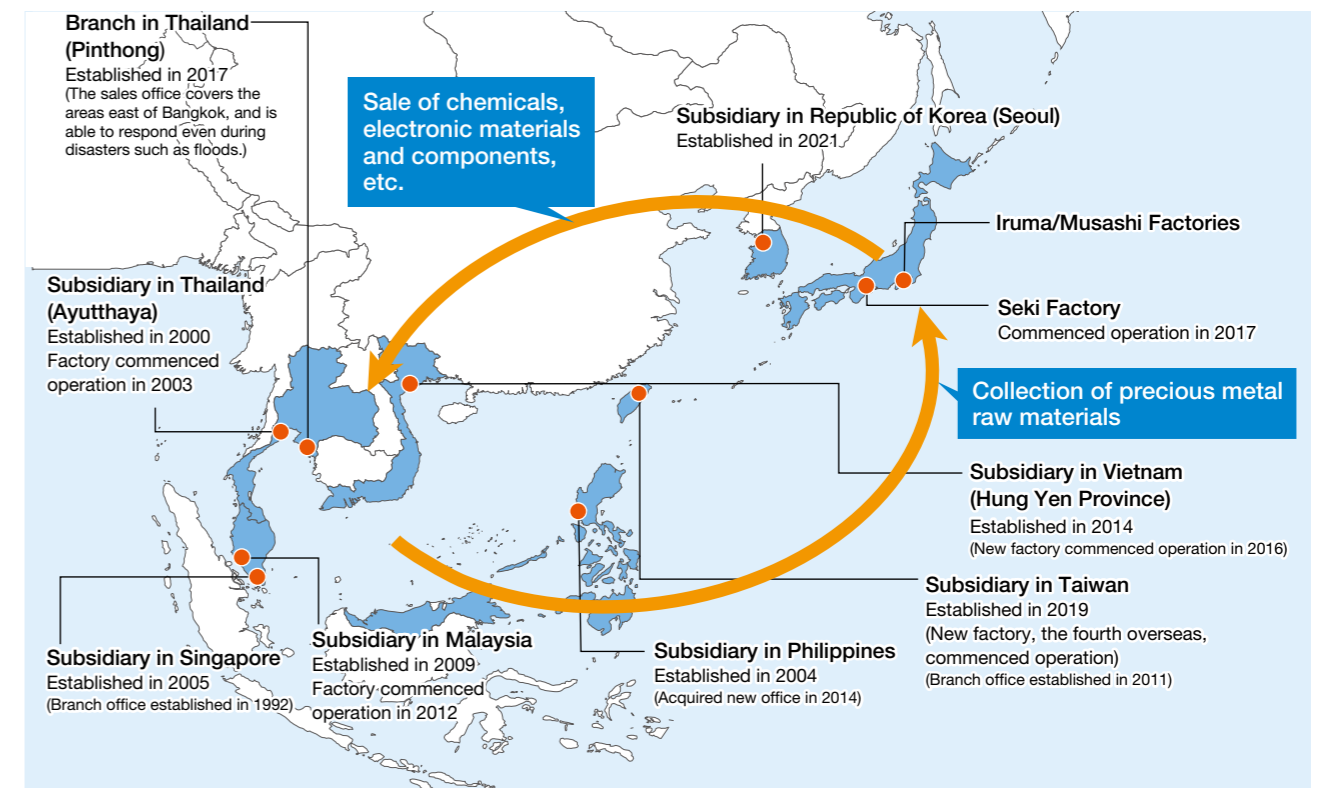 Branch in Thailand
(Pinthong)
Established in 2017
(The sales office covers the
areas east of Bangkok, and is
able to respond even during
disasters such as floods.)
Sale of chemicals,
electronic materials
and components,
etc.
Subsidiary in Republic of Korea (Seoul)
Established in 2021
Iruma/Musashi Factories
Seki Factory
Commenced operation in 2017
Subsidiary in Thailand
(Ayutthaya)
Established in 2000
Factory commenced
operation in 2003
Collection of precious metal
raw materials
Subsidiary in Vietnam
(Hung Yen Province)
Established in 2014
(New factory commenced operation in 2016)
Subsidiary in Taiwan
Established in 2019
(New factory, the fourth overseas,
commenced operation)
(Branch office established in 2011)
Subsidiary in Singapore
Established in 2005
(Branch office established in 1992)
Subsidiary in Malaysia
Established in 2009
Factory commenced
operation in 2012
Subsidiary in Philippines
Established in 2004
(Acquired new office in 2014)